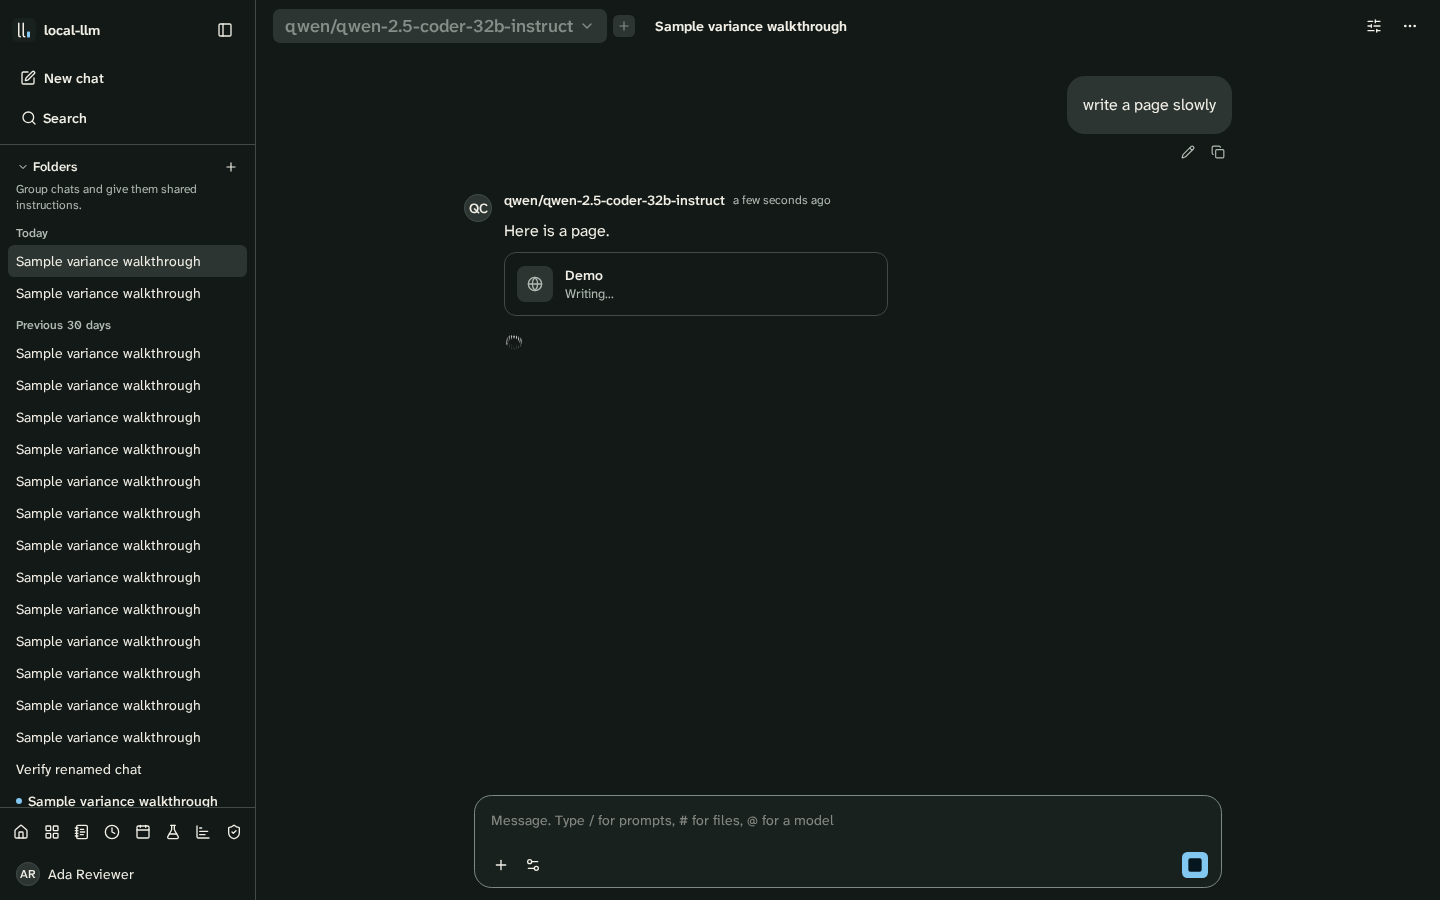 local-llm
New chat
Search
Folders
Group chats and give them shared
instructions.
Today
Sample variance walkthrough
Sample variance walkthrough
Previous 30 days
Sample variance walkthrough
Sample variance walkthrough
Sample variance walkthrough
Sample variance walkthrough
Sample variance walkthrough
Sample variance walkthrough
Sample variance walkthrough
Sample variance walkthrough
Sample variance walkthrough
Sample variance walkthrough
Sample variance walkthrough
Sample variance walkthrough
Sample variance walkthrough
Verify renamed chat
Sample variance walkthrough
AR Ada Reviewer
qwen/qwen-2.5-coder-32b-instruct
Sample variance walkthrough
write a page slowly
QC qwen/qwen-2.5-coder-32b-instruct a few seconds ago
Here is a page.
Demo
Writing...
Message. Type / for prompts, # for files, @ for a model